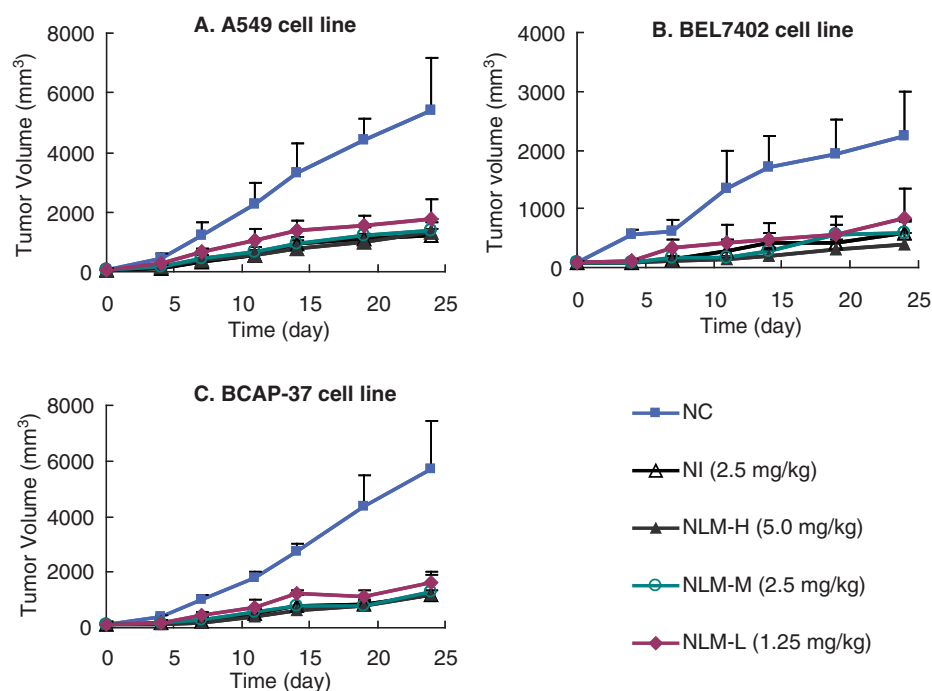 A. A549 cell line
Tumor Volume (mm³)
8000
6000
4000
2000
0
0 5 10 15 20 25
Time (day)
B. BEL7402 cell line
Tumor volume (mm³)
4000
3000
2000
1000
0
0 5 10 15 20 25
Time (day)
C. BCAP-37 cell line
Tumor Volume (mm³)
8000
6000
4000
2000
0
0 5 10 15 20 25
Time (day)
NC
NI (2.5 mg/kg)
NLM-H (5.0 mg/kg)
NLM-M (2.5 mg/kg)
NLM-L (1.25 mg/kg)